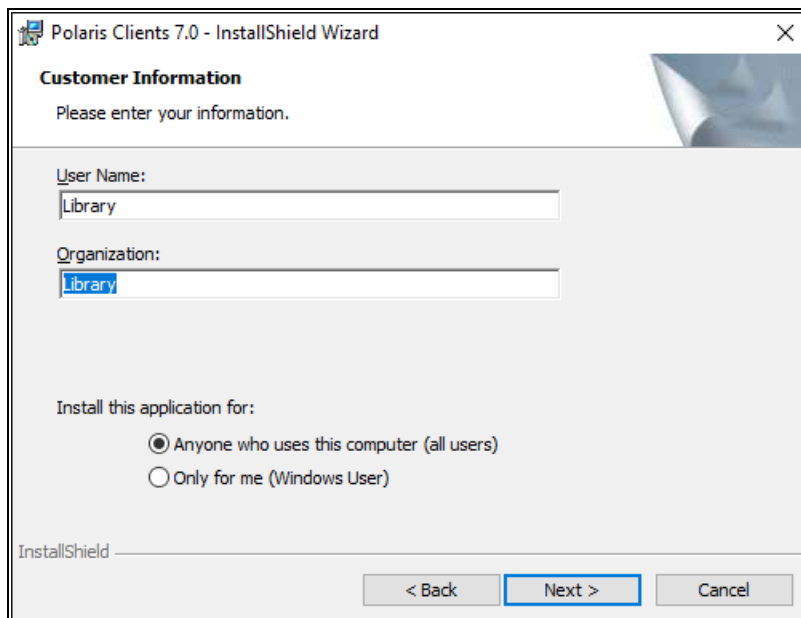 Polaris Clients 7.0 - InstallShield Wizard
Customer Information
Please enter your information.
User Name:
Library
Organization:
Library
Install this application for:
Anyone who uses this computer (all users)
Only for me (Windows User)
InstallShield
< Back Next > Cancel